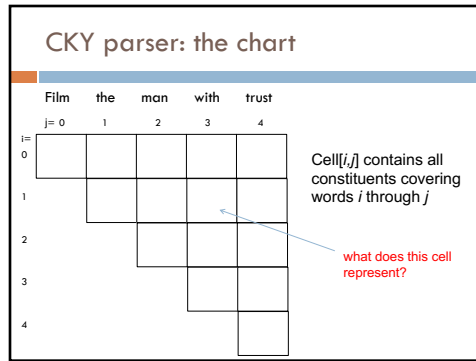 CKY parser: the chart
Film the man with trust
j= 0 1 2 3 4
i=
0
1
2
3
4
Cell[i,j] contains all
constituents covering
words i through j
what does this cell
represent?